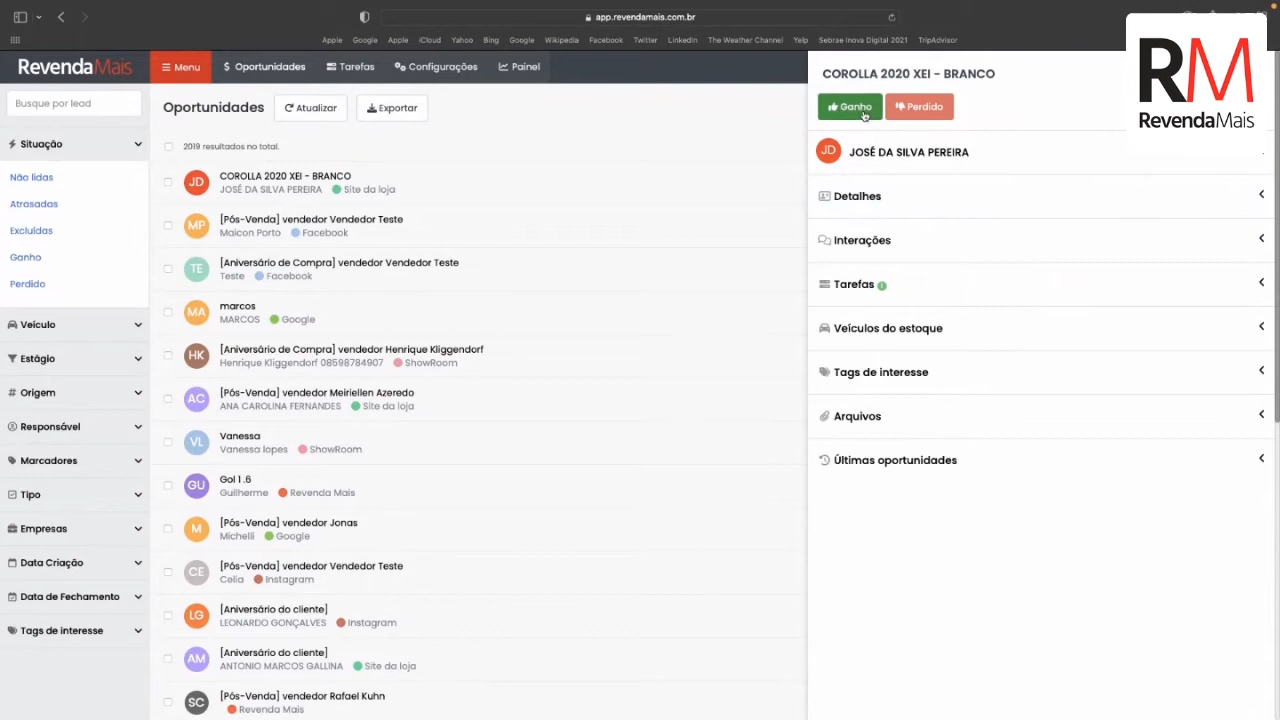 app.revendamais.com.br
Apple Google Apple iCloud Yahoo Bing Google Wikipedia Facebook Twitter LinkedIn The Weather Channel Yelp Sebrae Inova Digital 2021 TripAdvisor
RM
RevendaMais
RevendaMais
Menu
$ Oportunidades
Tarefas
Configurações
Painel
Busque por lead
Situação
Não lidas
Atrasadas
Excluídas
Ganho
Perdido
Veículo
Estágio
# Origem
Responsável
Marcadores
Tipo
Empresas
Data Criação
Data de Fechamento
Tags de interesse
Oportunidades
Atualizar
Exportar
2019 resultados no total.
JD
COROLLA 2020 XEI - BRANCO
JOSÉ DA SILVA PEREIRA Site da loja
MP
[Pós-Venda] vendedor Vendedor Teste
Maicon Porto Facebook
TE
[Aniversário de Compra] vendedor Vendedor Teste
Teste Facebook
MA
marcos
MARCOS Google
HK
[Aniversário de Compra] vendedor Henrique Kliggendorf
Henrique Kliggendorf 08598784907 ShowRoom
AC
[Pós-Venda] vendedor Meiriellen Azeredo
ANA CAROLINA FERNANDES Site da loja
VL
Vanessa
Vanessa lopes ShowRoom
GU
Gol 1 .6
Guilherme Revenda Mais
M
[Pós-Venda] vendedor Jonas
Michelli Google
CE
[Pós-Venda] vendedor Vendedor Teste
Celia Instagram
LG
[Aniversário do cliente]
LEONARDO GONÇALVES Instagram
AM
[Aniversário do cliente]
ANTONIO MARCOS GALLINA Site da loja
SC
[Pós-Venda] vendedor Rafael Kuhn
Revenda Mais
COROLLA 2020 XEI - BRANCO
Ganho
Perdido
JD
JOSÉ DA SILVA PEREIRA
Detalhes
Interações
Tarefas
Veículos do estoque
Tags de interesse
Arquivos
Últimas oportunidades